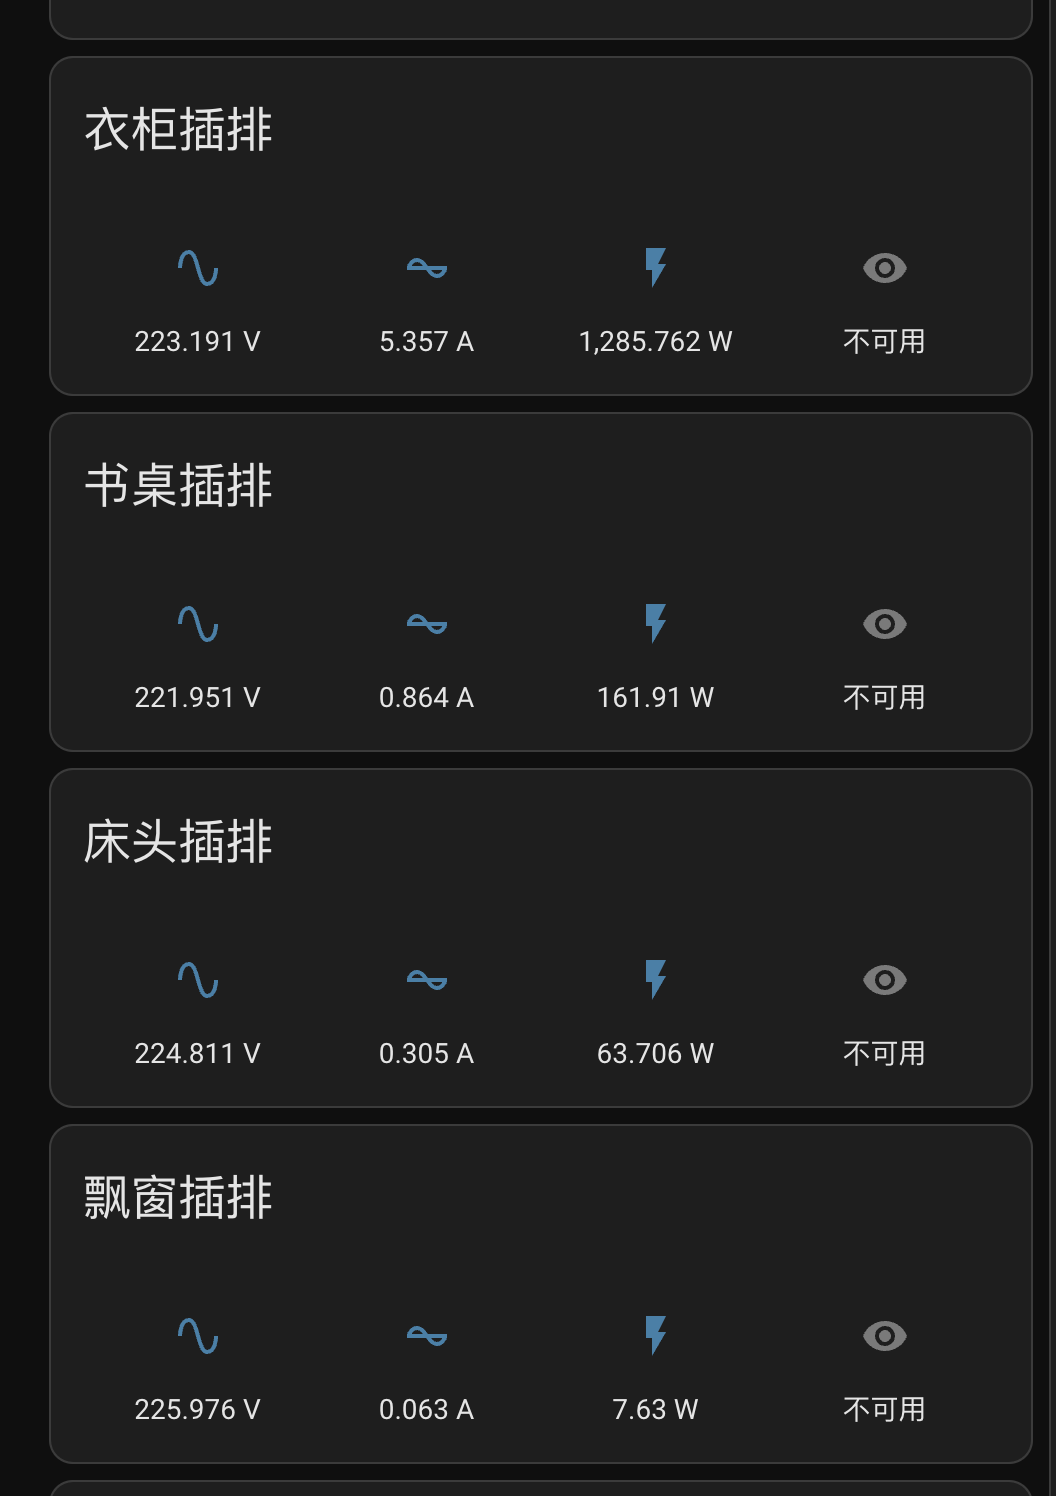 衣柜插排
223.191 V 5.357 A 1,285.762 W 不可用
书桌插排
221.951 V 0.864 A 161.91 W 不可用
床头插排
224.811 V 0.305 A 63.706 W 不可用
飘窗插排
225.976 V 0.063 A 7.63 W 不可用